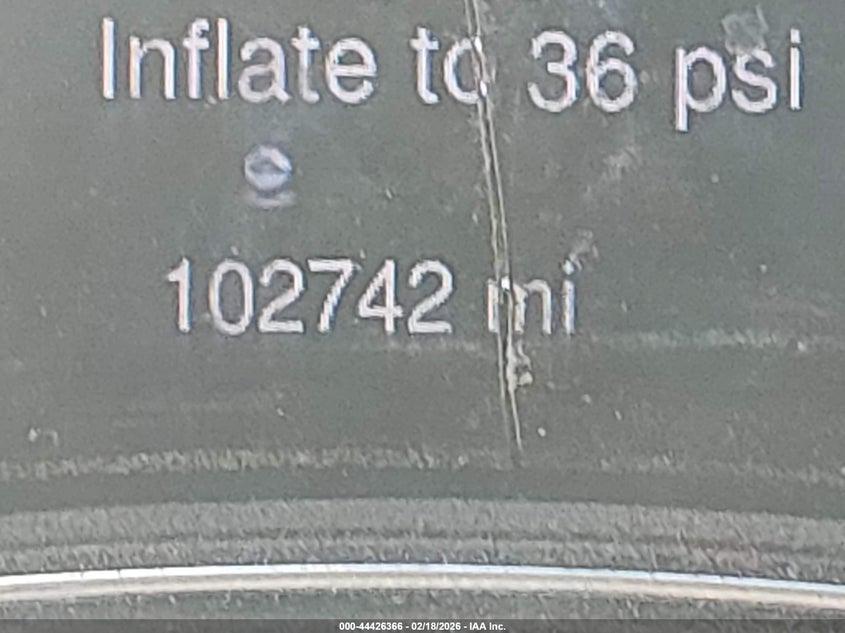 Inflate to 36 psi
102742 mi
000-44426366 - 02/18/2026 - IAA Inc.